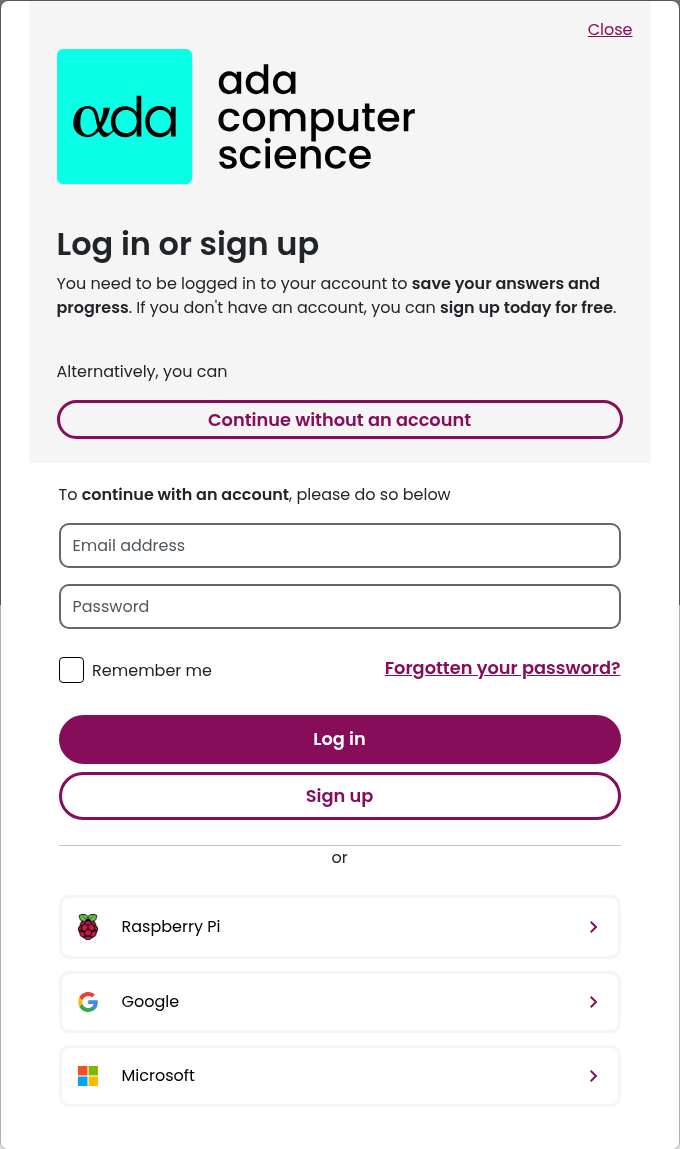 Close
ada
ada
computer
science
Log in or sign up
You need to be logged in to your account to save your answers and
progress. If you don't have an account, you can sign up today for free.
Alternatively, you can
Continue without an account
To continue with an account, please do so below
Email address
Password
Remember me
Forgotten your password?
Log in
Sign up
or
Raspberry Pi
Google
Microsoft